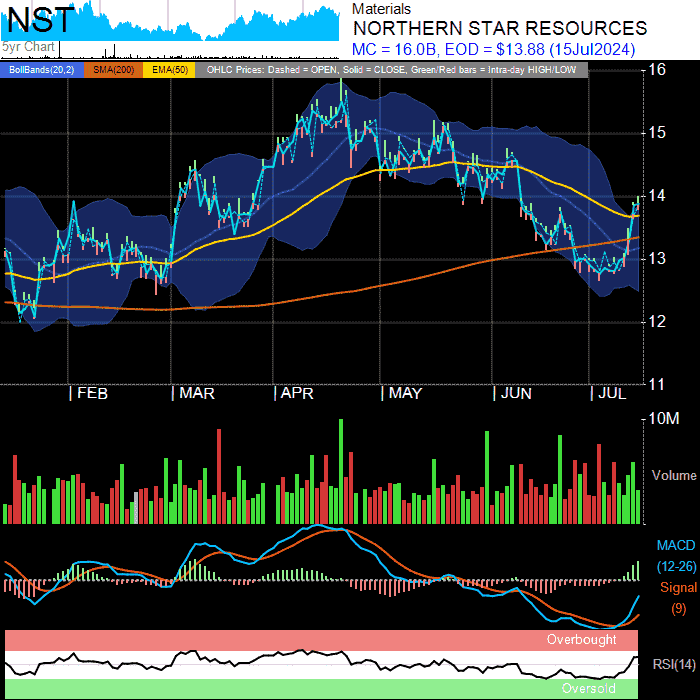 NST
5yr Chart
Materials
NORTHERN STAR RESOURCES
MC = 16.0B, EOD = $13.88 (15Jul2024)
BollBands(20,2) SMA(200) EMA(50) OHLC Prices: Dashed = OPEN, Solid = CLOSE, Green/Red bars = Intra-day HIGH/LOW
16
15
14
13
12
11
| FEB | MAR | APR | MAY | JUN | JUL
10M
Volume
MACD
(12-26)
Signal
(9)
Overbought
RSI(14)
Oversold